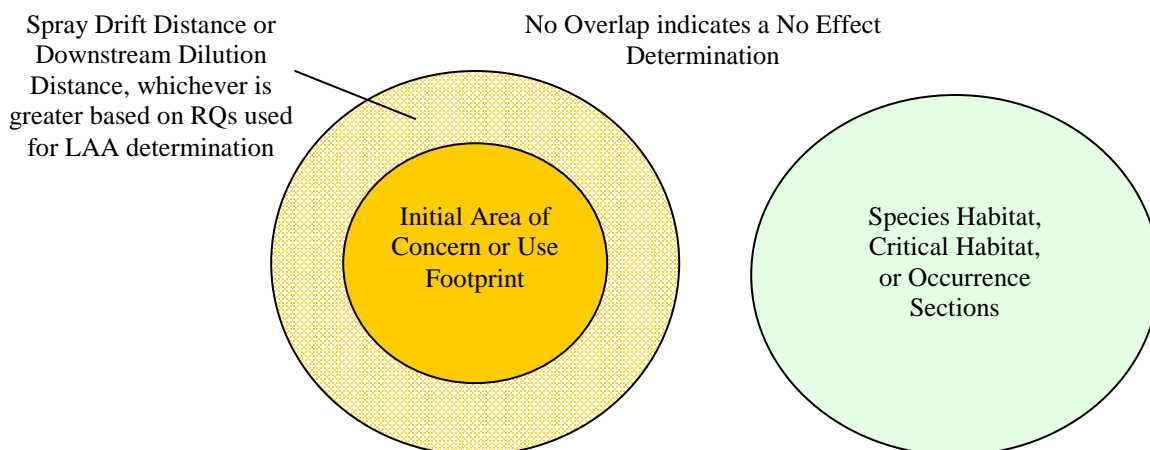 Spray Drift Distance or
Downstream Dilution
Distance, whichever is
greater based on RQs used
for LAA determination
No Overlap indicates a No Effect
Determination
Initial Area of
Concern or Use
Footprint
Species Habitat,
Critical Habitat,
or Occurrence
Sections